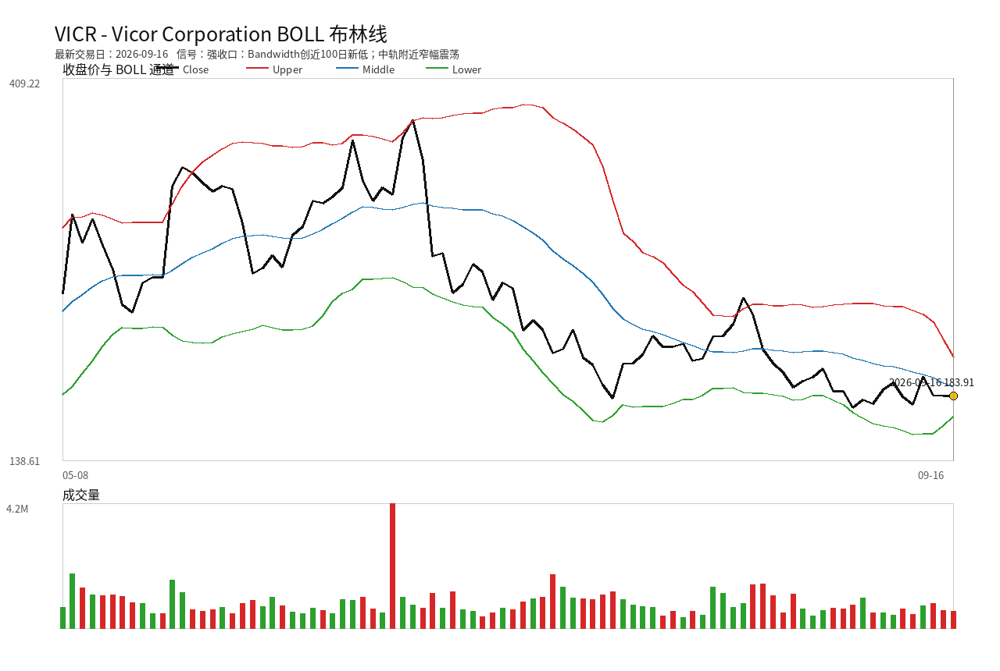 VICR - Vicor Corporation BOLL 布林线
最新交易日：2026-09-16 信号：强收口：Bandwidth创近100日新低；中轨附近窄幅震荡
收盘价与 BOLL 通道 Close Upper Middle Lower
409.22
2026-09-16 183.91
138.61
05-08 09-16
成交量
4.2M